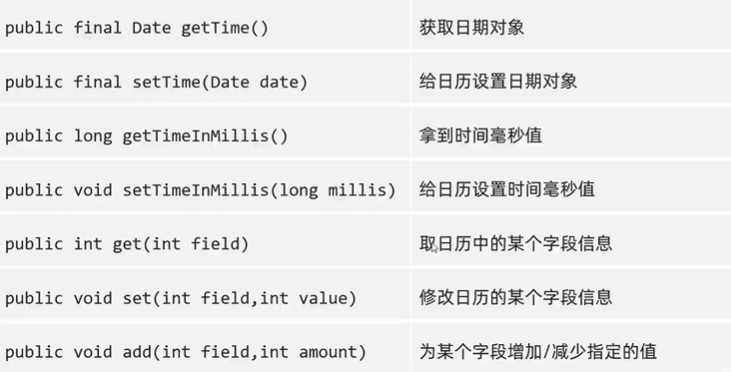 public final Date getTime() 获取日期对象
public final setTime(Date date) 给日历设置日期对象
public long getTimeInMillis() 拿到时间毫秒值
public void setTimeInMillis(long millis) 给日历设置时间毫秒值
public int get(int field) 取日历中的某个字段信息
public void set(int field,int value) 修改日历的某个字段信息
public void add(int field,int amount) 为某个字段增加/减少指定的值